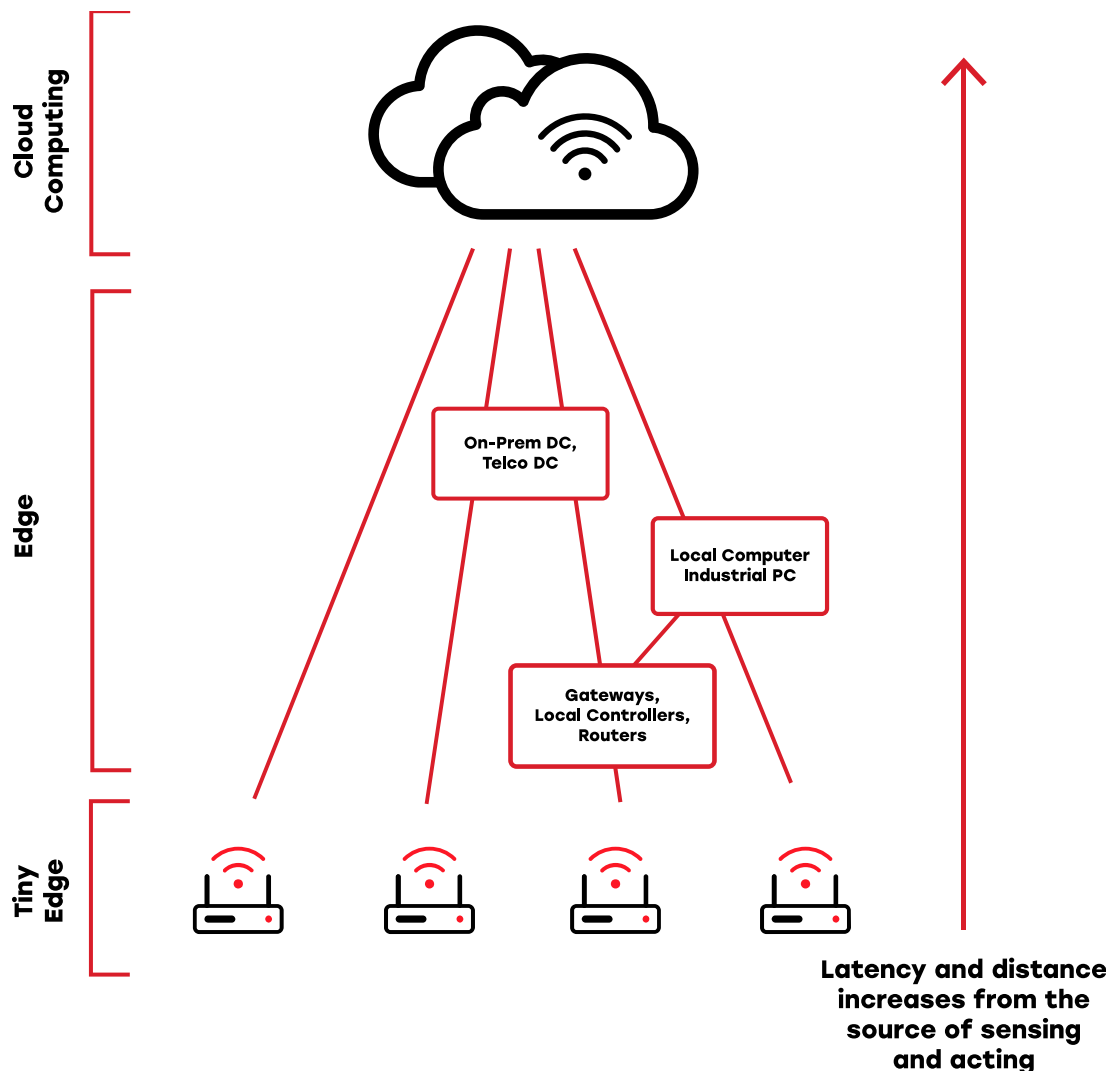 Cloud
Computing
On-Prem DC,
Telco DC
Edge
Local Computer
Industrial PC
Gateways,
Local Controllers,
Routers
Tiny
Edge
Latency and distance
increases from the
source of sensing
and acting